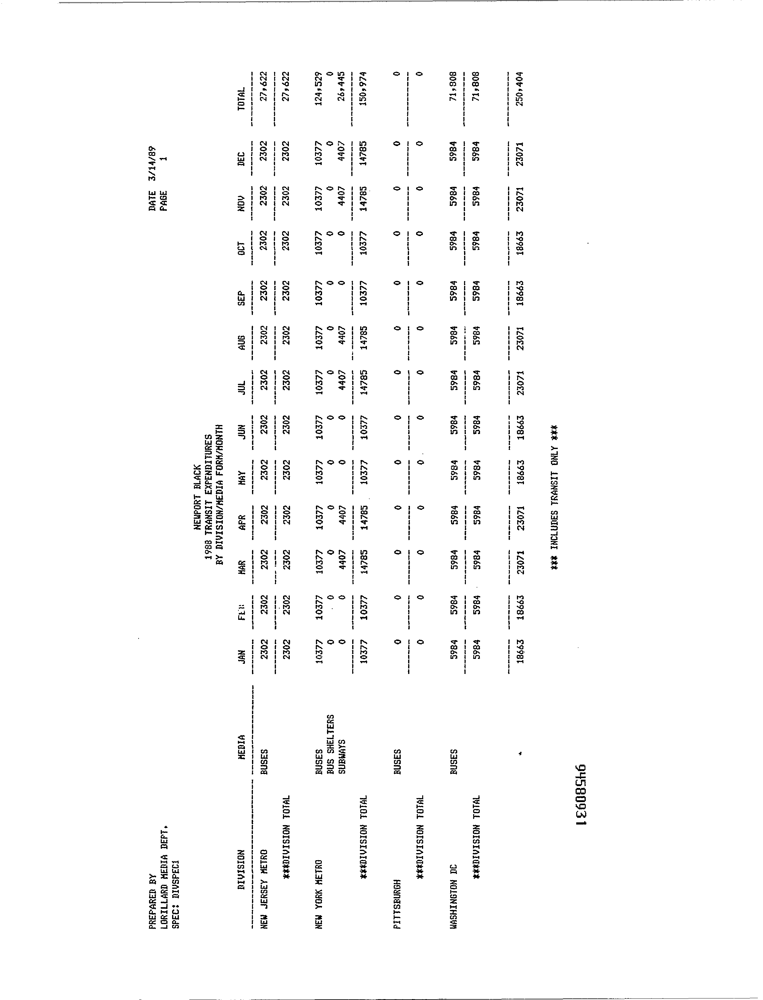 PREPARED BY
LORILLARD MEDIA DEPT.
SPEC: DIVSPEC1
DATE 3/14/89
PAGE 1
NEWPORT BLACK
1988 TRANSIT EXPENDITURES
BY DIVISION/MEDIA FORM/MONTH
DIVISION MEDIA JAN FEB MAR APR MAY JUN JUL AUG SEP OCT NOV DEC TOTAL
NEW JERSEY METRO BUSES 2302 2302 2302 2302 2302 2302 2302 2302 2302 2302 2302 2302 27,622
***DIVISION TOTAL 2302 2302 2302 2302 2302 2302 2302 2302 2302 2302 2302 2302 27,622
NEW YORK METRO BUSES 10377 10377 10377 10377 10377 10377 10377 10377 10377 10377 10377 10377 124,529
BUS SHELTERS 0 0 0 0 0 0 0 0 0 0 0 0 0
SUBWAYS 0 0 4407 4407 0 0 4407 4407 0 0 4407 4407 26,445
***DIVISION TOTAL 10377 10377 14785 14785 10377 10377 14785 14785 10377 10377 14785 14785 150,974
PITTSBURGH BUSES 0 0 0 0 0 0 0 0 0 0 0 0 0
***DIVISION TOTAL 0 0 0 0 0 0 0 0 0 0 0 0 0
WASHINGTON DC BUSES 5984 5984 5984 5984 5984 5984 5984 5984 5984 5984 5984 5984 71,808
***DIVISION TOTAL 5984 5984 5984 5984 5984 5984 5984 5984 5984 5984 5984 5984 71,808
18663 18663 23071 23071 18663 18663 23071 23071 18663 18663 23071 23071 250,404
*** INCLUDES TRANSIT ONLY ***
94580931